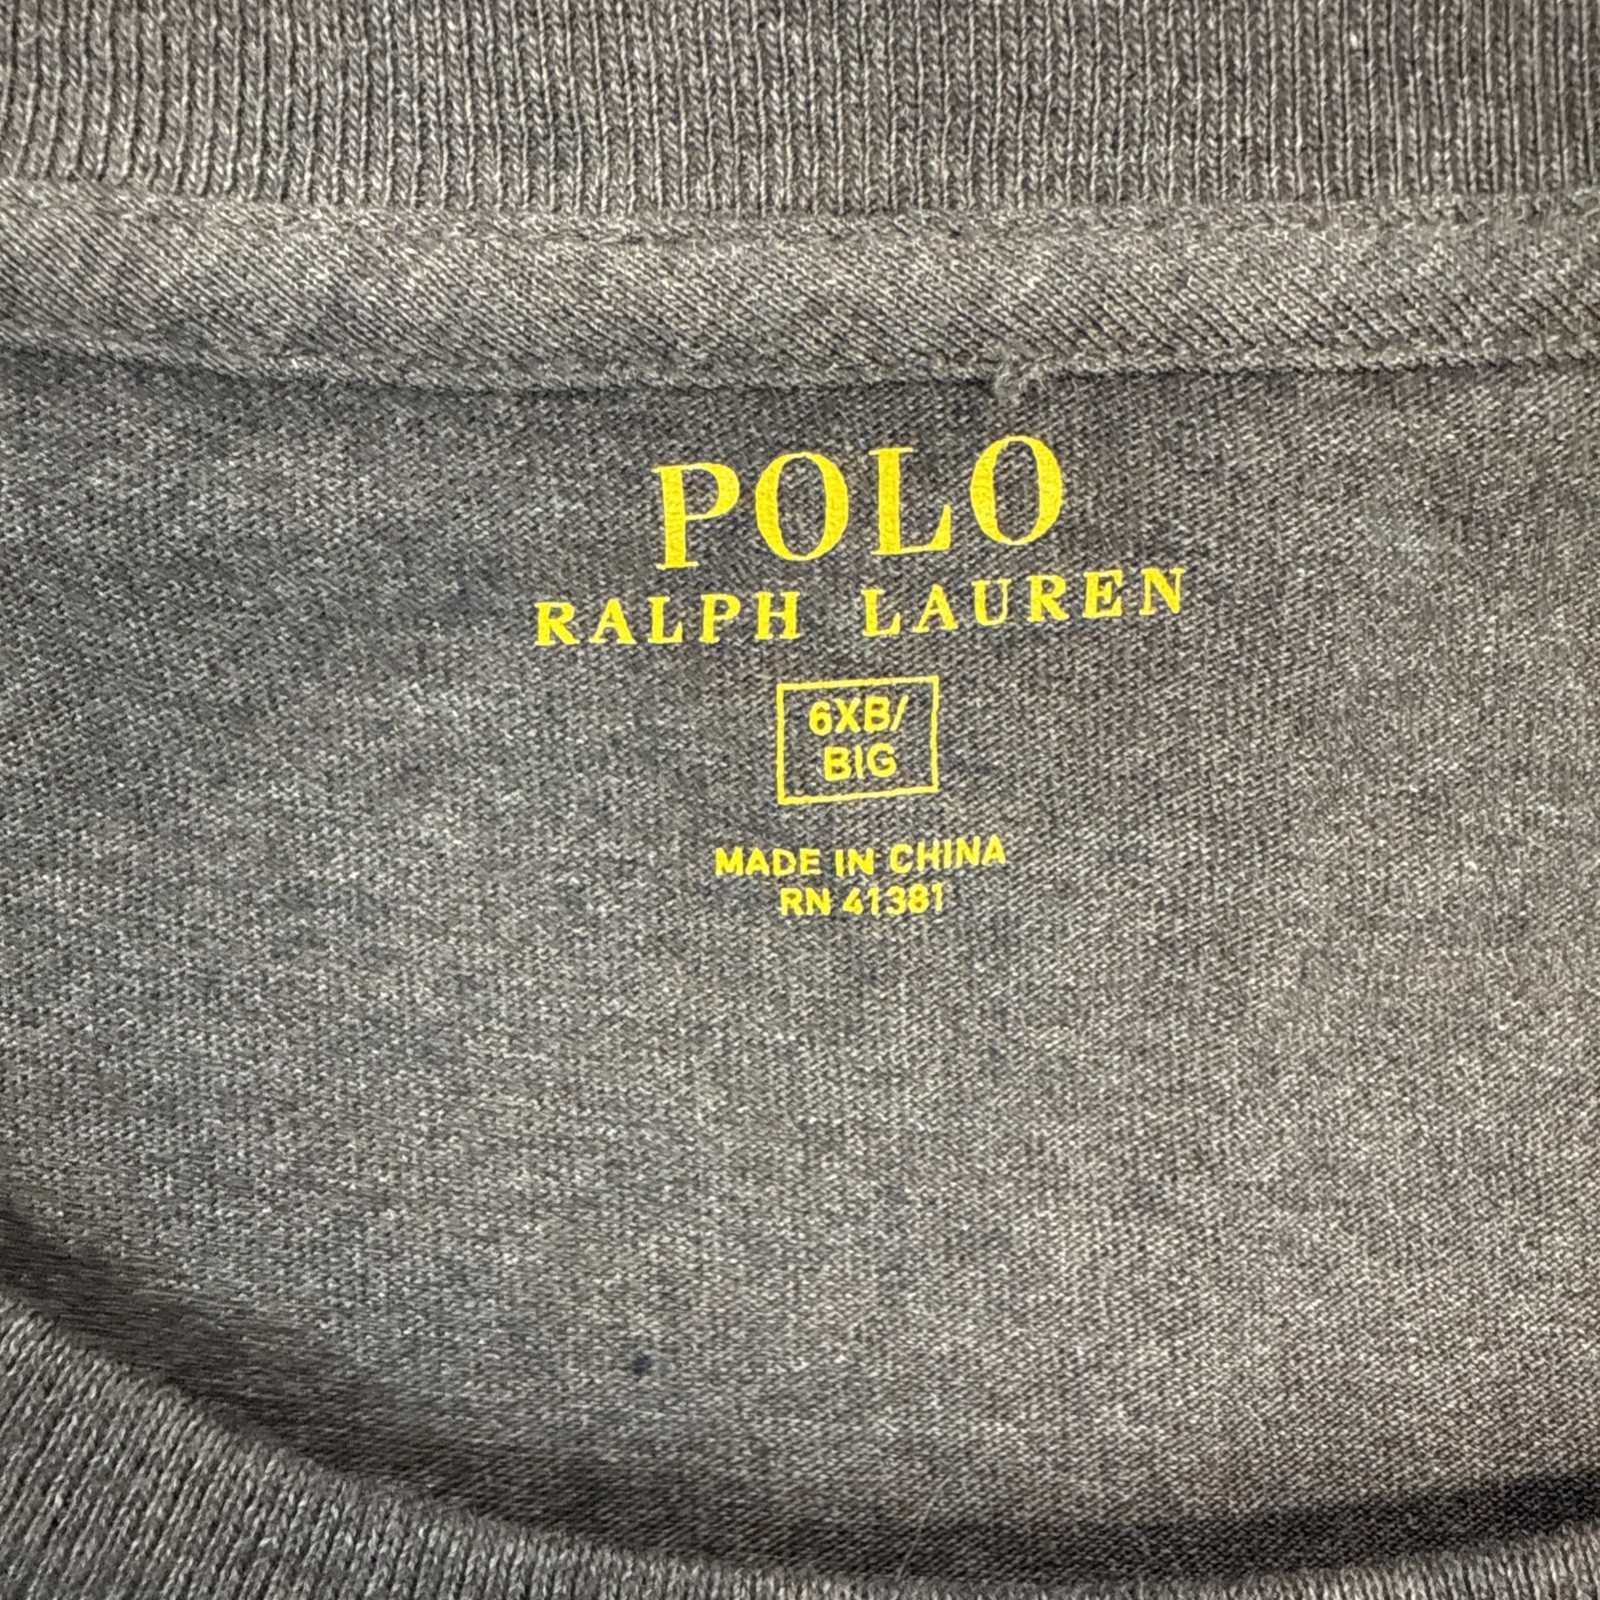 POLO
RALPH LAUREN
6XB/
BIG
MADE IN CHINA
RN 41381